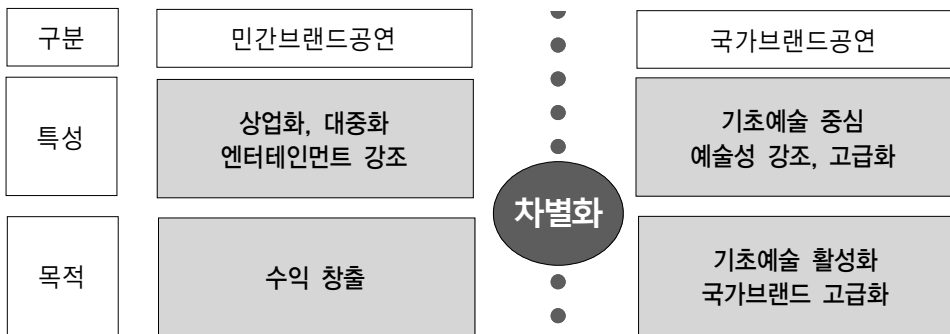 구분
민간브랜드공연
국가브랜드공연
특성
상업화, 대중화
엔터테인먼트 강조
기초예술 중심
예술성 강조, 고급화
차별화
목적
수익 창출
기초예술 활성화
국가브랜드 고급화